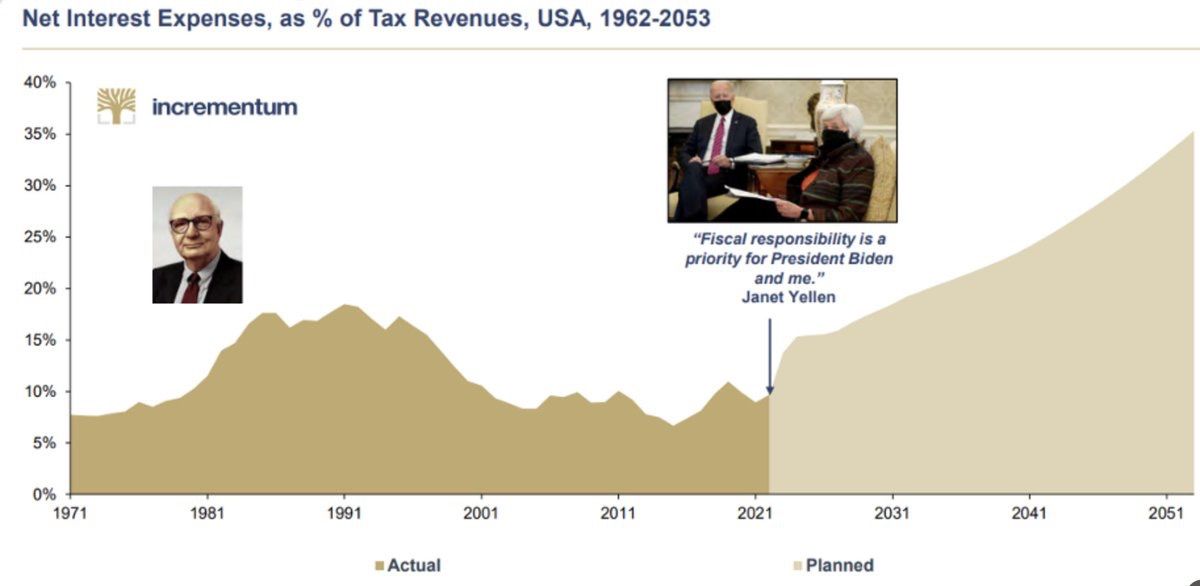 Net Interest Expenses, as % of Tax Revenues, USA, 1962-2053
40%
incrementum
35%
30%
25%
20%
15%
10%
5%
0%
“Fiscal responsibility is a
priority for President Biden
and me.”
Janet Yellen
1971 1981 1991 2001 2011 2021 2031 2041 2051
Actual Planned